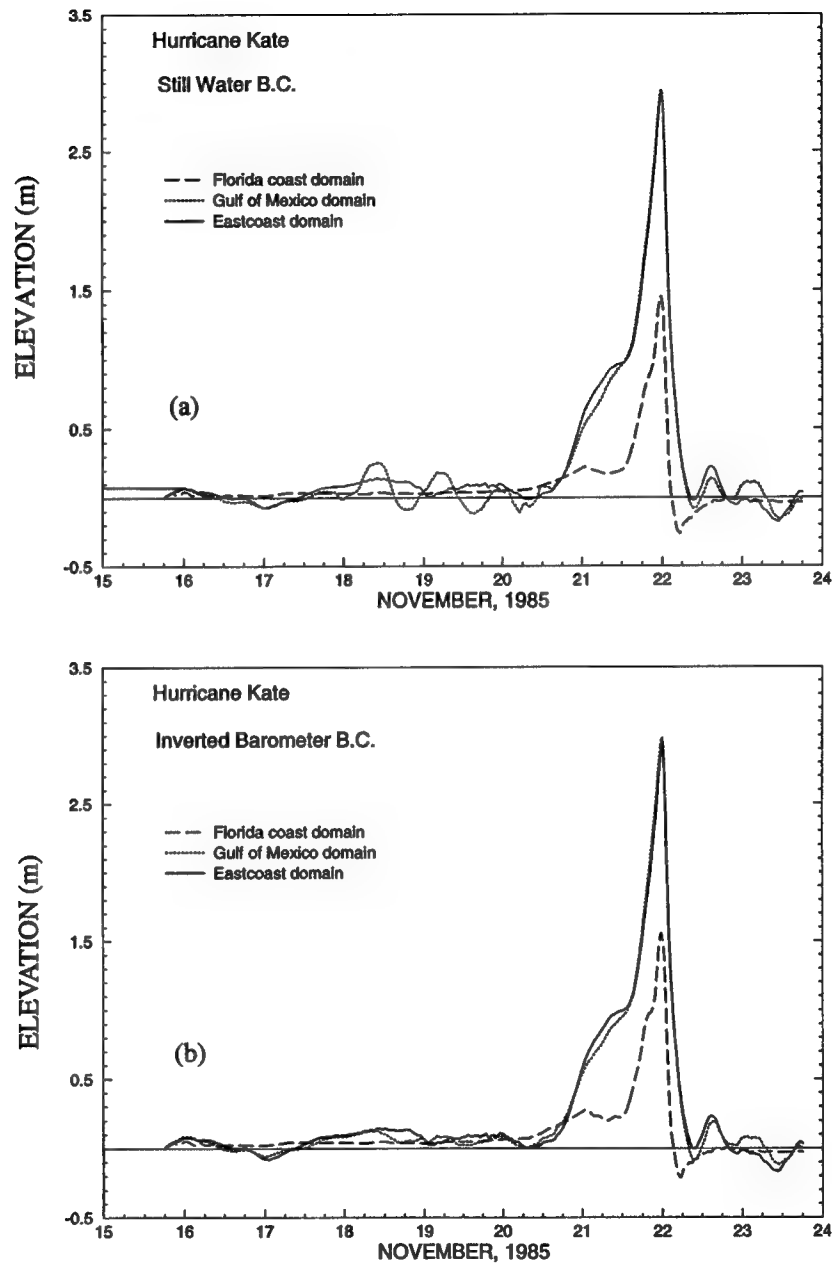 Hurricane Kate
Still Water B.C.
Florida coast domain
Gulf of Mexico domain
Eastcoast domain
ELEVATION (m)
3.5
2.5
1.5
0.5
-0.5
(a)
15 16 17 18 19 20 21 22 23 24
NOVEMBER, 1985
Hurricane Kate
Inverted Barometer B.C.
Florida coast domain
Gulf of Mexico domain
Eastcoast domain
ELEVATION (m)
3.5
2.5
1.5
0.5
-0.5
(b)
15 16 17 18 19 20 21 22 23 24
NOVEMBER, 1985